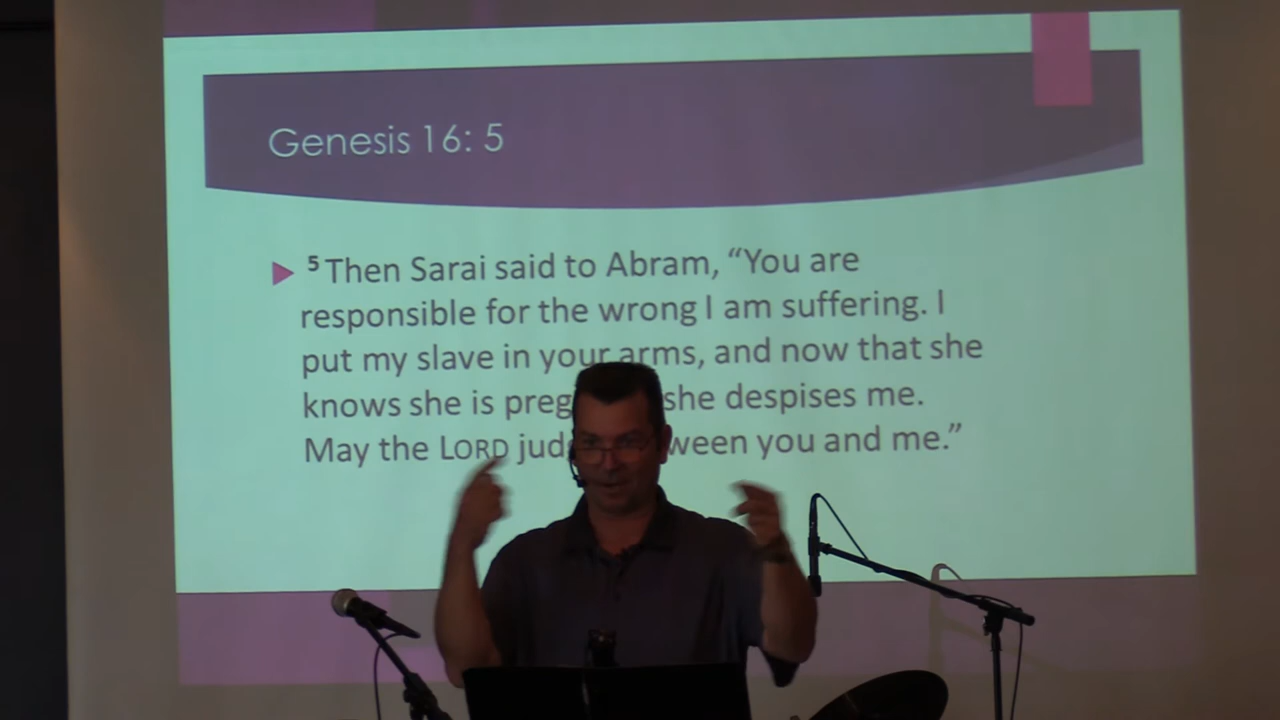 Genesis 16: 5
5 Then Sarai said to Abram, “You are
responsible for the wrong I am suffering. I
put my slave in your arms, and now that she
knows she is preg she despises me.
May the LORD jud ween you and me.”